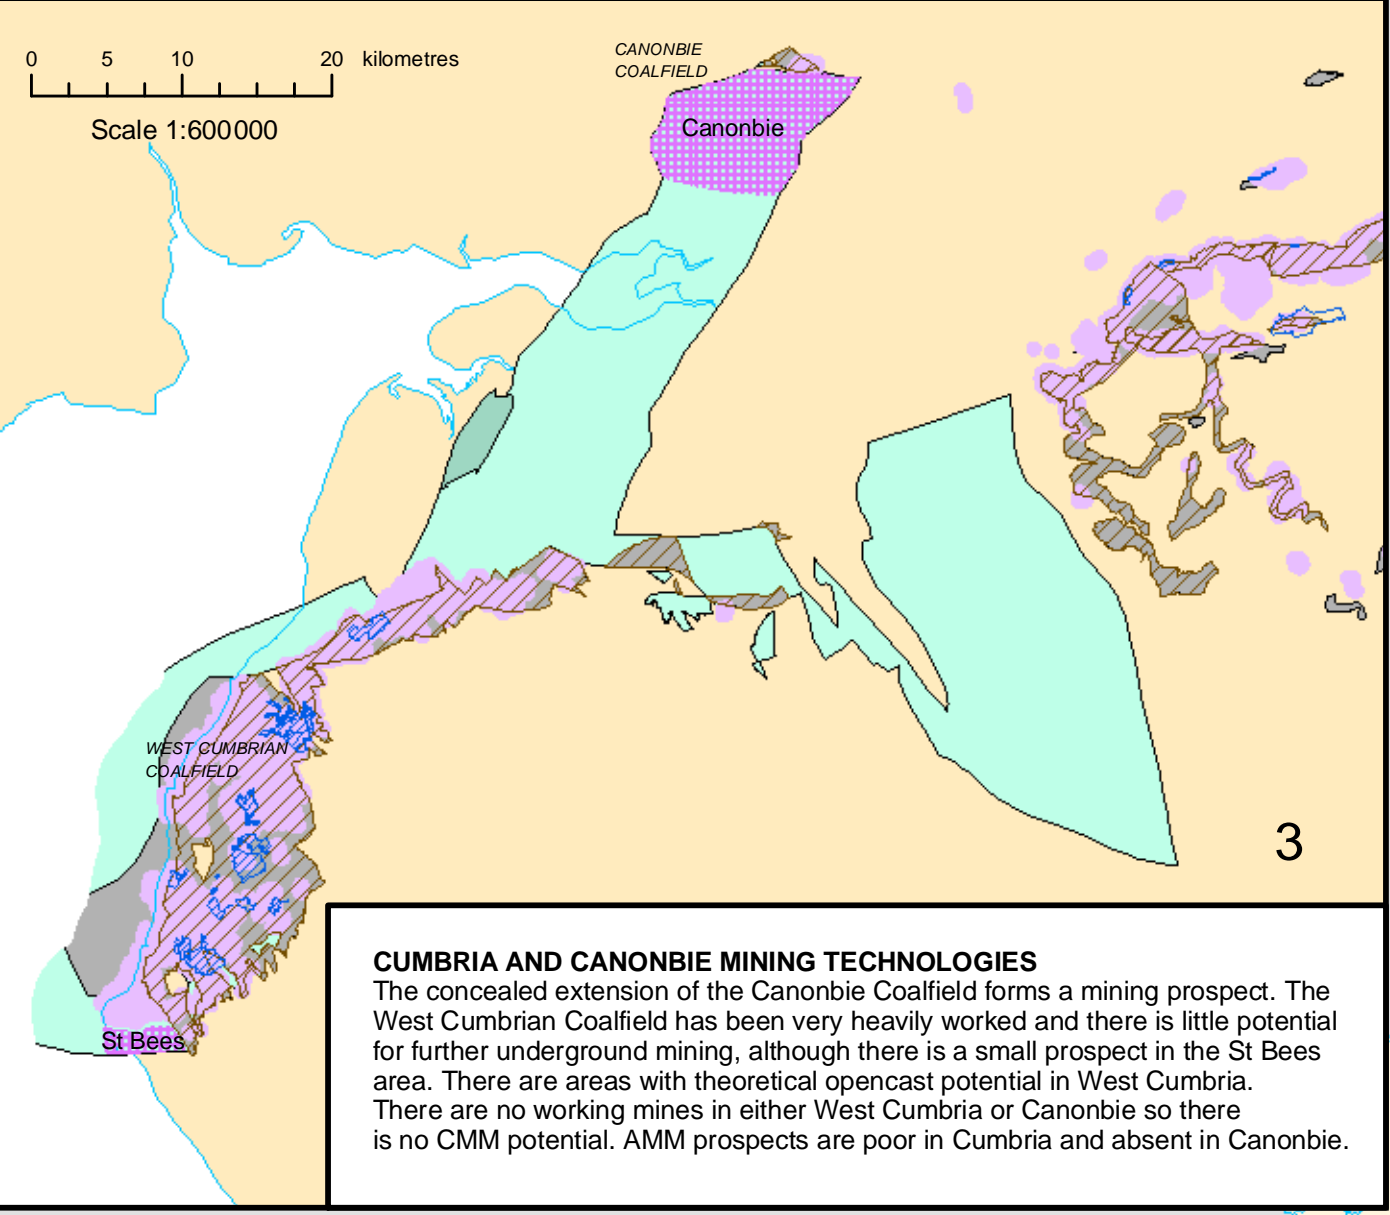 0 5 10 20 kilometres
Scale 1:600 000
CANONBIE
COALFIELD
Canonbie
WEST CUMBRIAN
COALFIELD
3
St Bees
CUMBRIA AND CANONBIE MINING TECHNOLOGIES
The concealed extension of the Canonbie Coalfield forms a mining prospect. The
West Cumbrian Coalfield has been very heavily worked and there is little potential
for further underground mining, although there is a small prospect in the St Bees
area. There are areas with theoretical opencast potential in West Cumbria.
There are no working mines in either West Cumbria or Canonbie so there
is no CMM potential. AMM prospects are poor in Cumbria and absent in Canonbie.